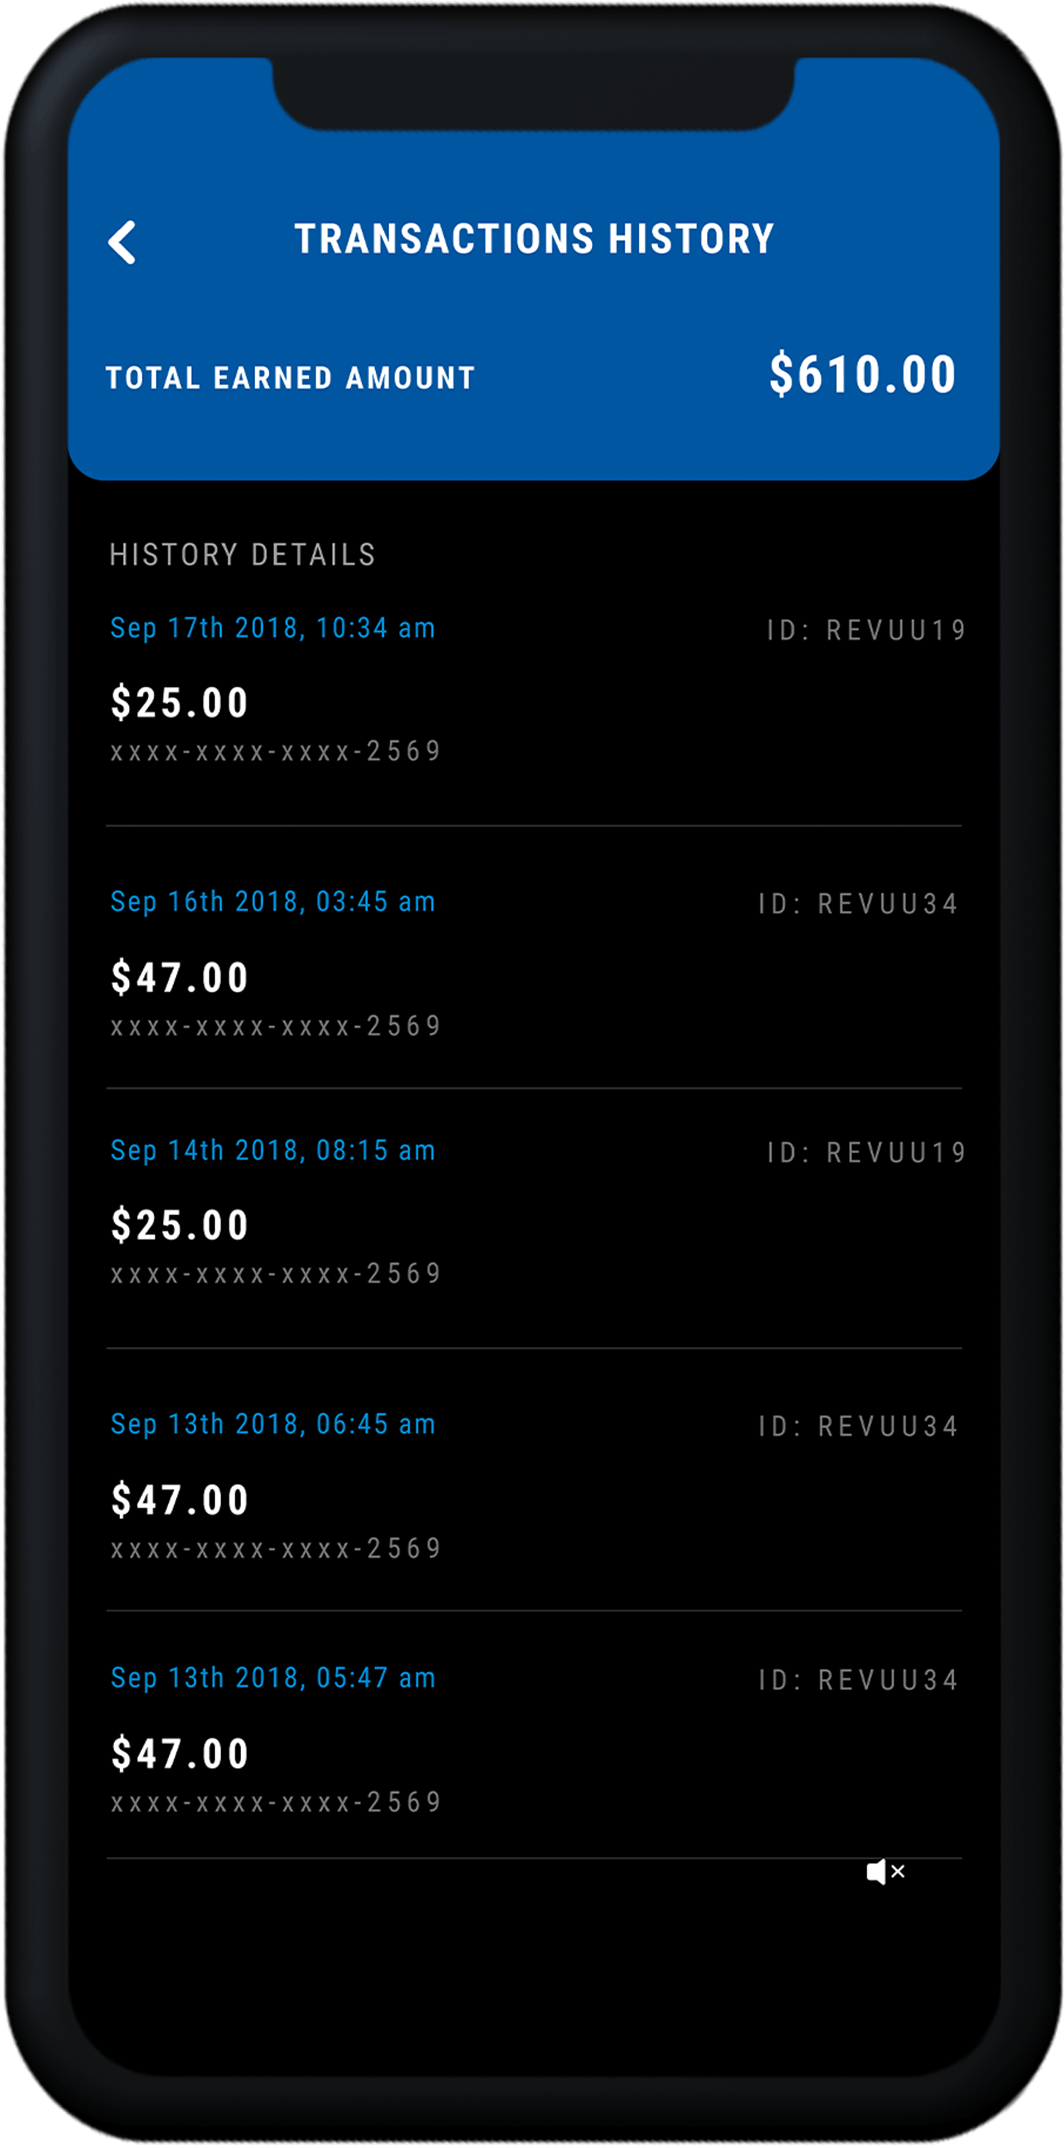 TRANSACTIONS HISTORY
TOTAL EARNED AMOUNT $610.00
HISTORY DETAILS
Sep 17th 2018, 10:34 am ID: REVUU19
$25.00
xxxx-xxxx-xxxx-2569
Sep 16th 2018, 03:45 am ID: REVUU34
$47.00
xxxx-xxxx-xxxx-2569
Sep 14th 2018, 08:15 am ID: REVUU19
$25.00
xxxx-xxxx-xxxx-2569
Sep 13th 2018, 06:45 am ID: REVUU34
$47.00
xxxx-xxxx-xxxx-2569
Sep 13th 2018, 05:47 am ID: REVUU34
$47.00
xxxx-xxxx-xxxx-2569